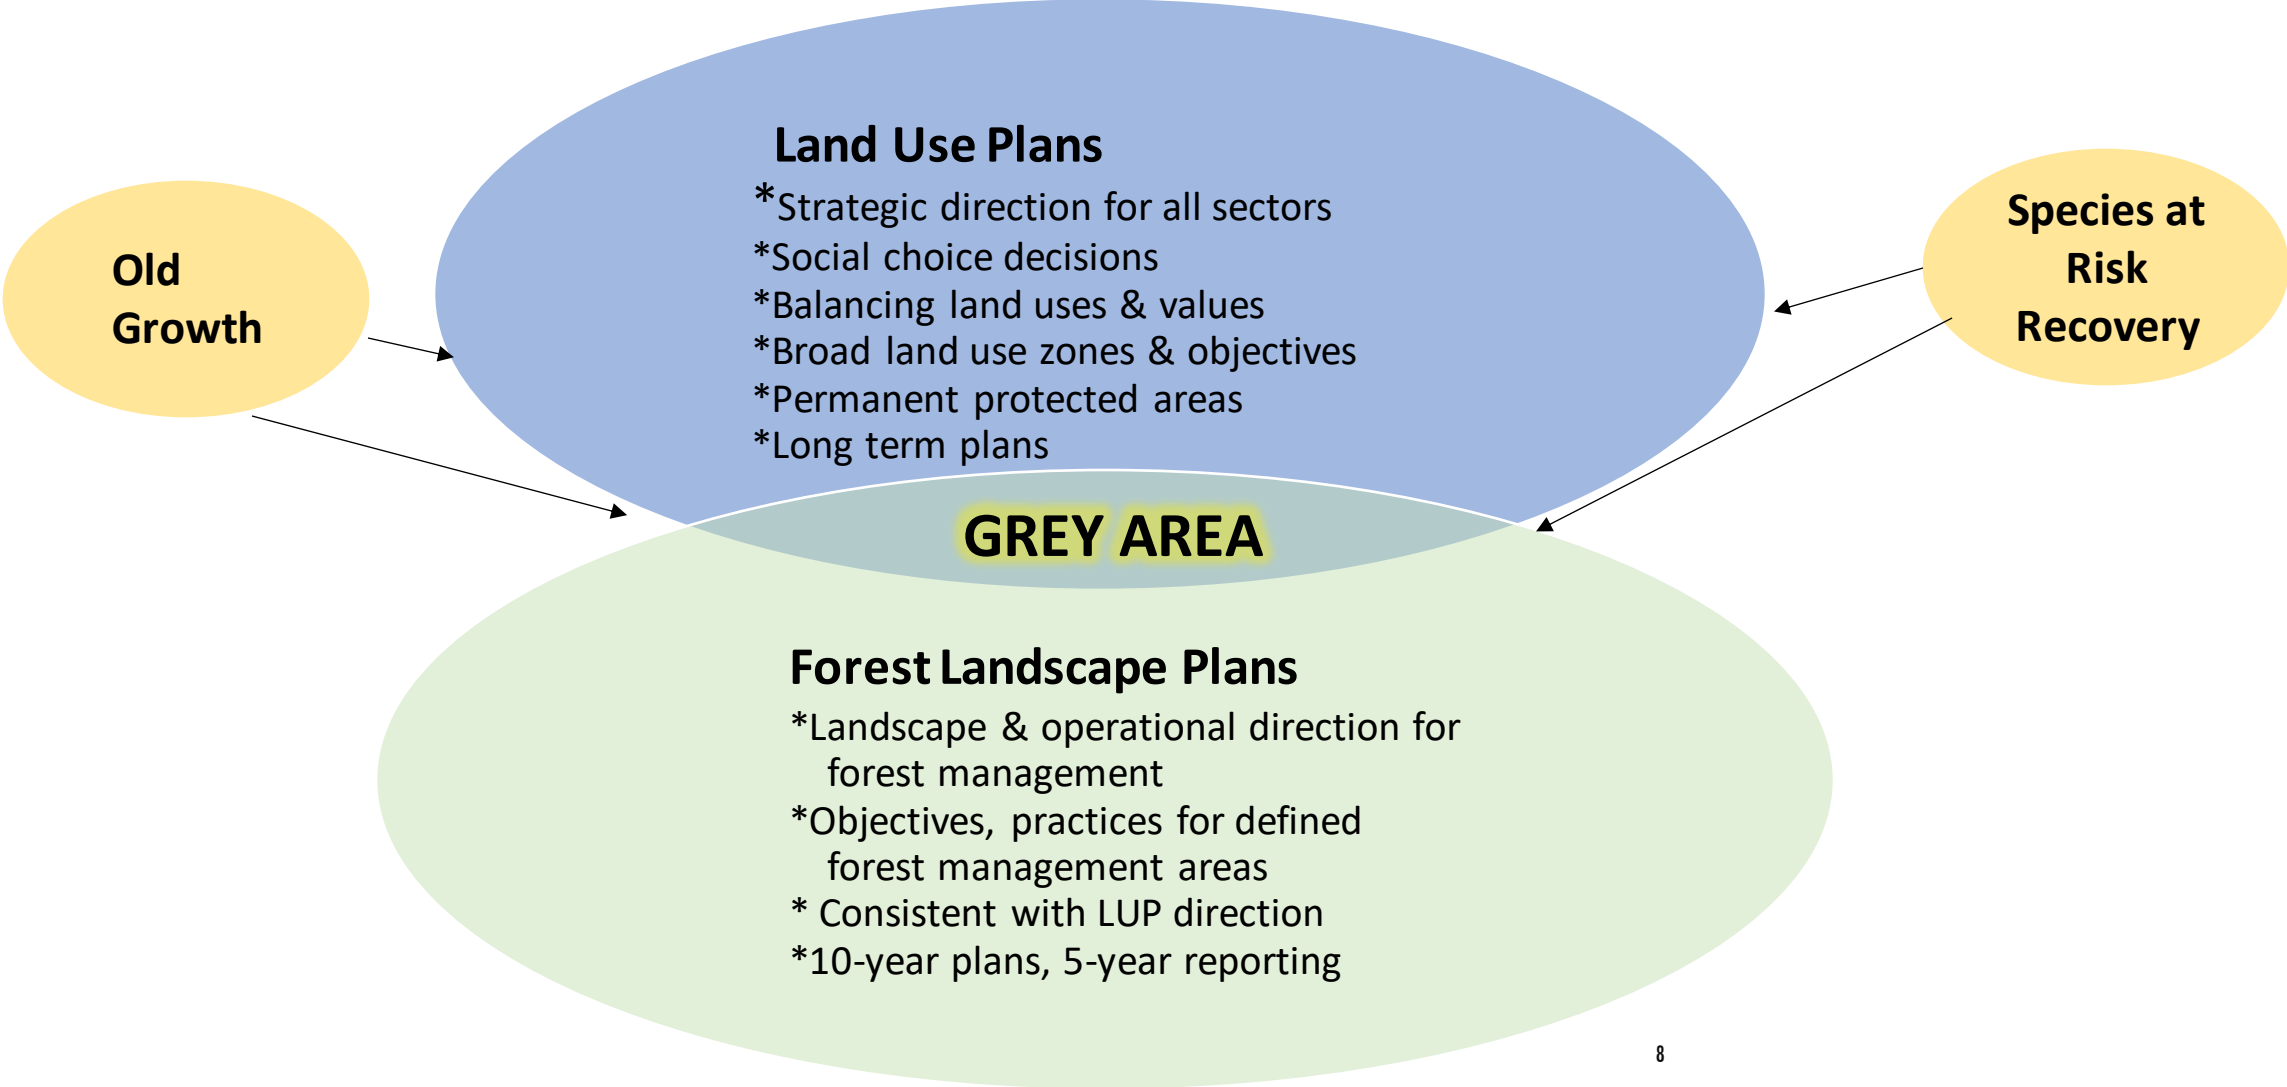 Land Use Plans
*Strategic direction for all sectors
*Social choice decisions
*Balancing land uses & values
*Broad land use zones & objectives
*Permanent protected areas
*Long term plans
Old
Growth
Species at
Risk
Recovery
GREY AREA
Forest Landscape Plans
*Landscape & operational direction for
forest management
*Objectives, practices for defined
forest management areas
* Consistent with LUP direction
*10-year plans, 5-year reporting
8